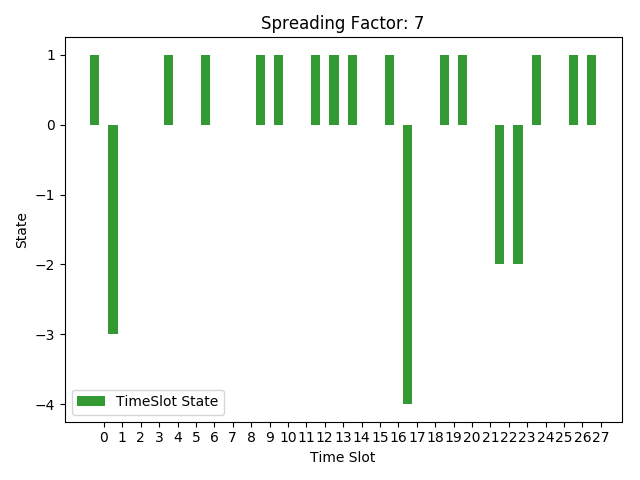 Spreading Factor: 7
1
0
−1
−2
−3
−4
State
TimeSlot State
0 1 2 3 4 5 6 7 8 9 10 11 12 13 14 15 16 17 18 19 20 21 22 23 24 25 26 27
Time Slot